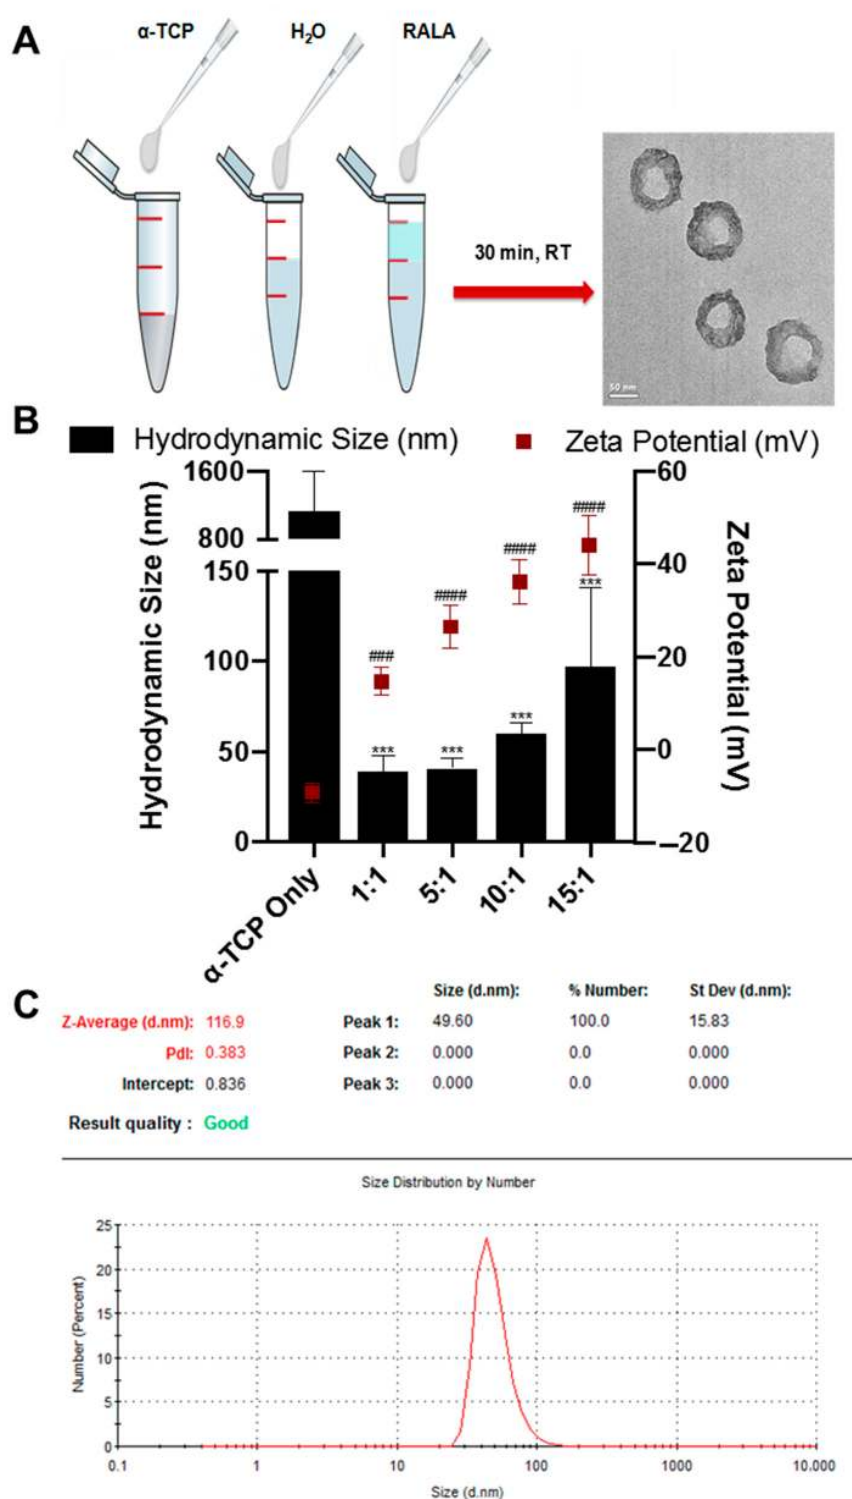 A
α-TCP
H₂O
RALA
30 min, RT
50 nm
B
Hydrodynamic Size (nm)
Zeta Potential (mV)
Hydrodynamic Size (nm)
1600
800
150
100
50
0
###
####
####
####
***
***
***
***
60
40
20
0
–20
Zeta Potential (mV)
α-TCP Only
1:1
5:1
10:1
15:1
C
Size (d.nm): % Number: St Dev (d.nm):
Z-Average (d.nm): 116.9 Peak 1: 49.60 100.0 15.83
PdI: 0.383 Peak 2: 0.000 0.0 0.000
Intercept: 0.836 Peak 3: 0.000 0.0 0.000
Result quality : Good
Size Distribution by Number
Number (Percent)
25
20
15
10
5
0
0.1 1 10 100 1000 10.000
Size (d.nm)